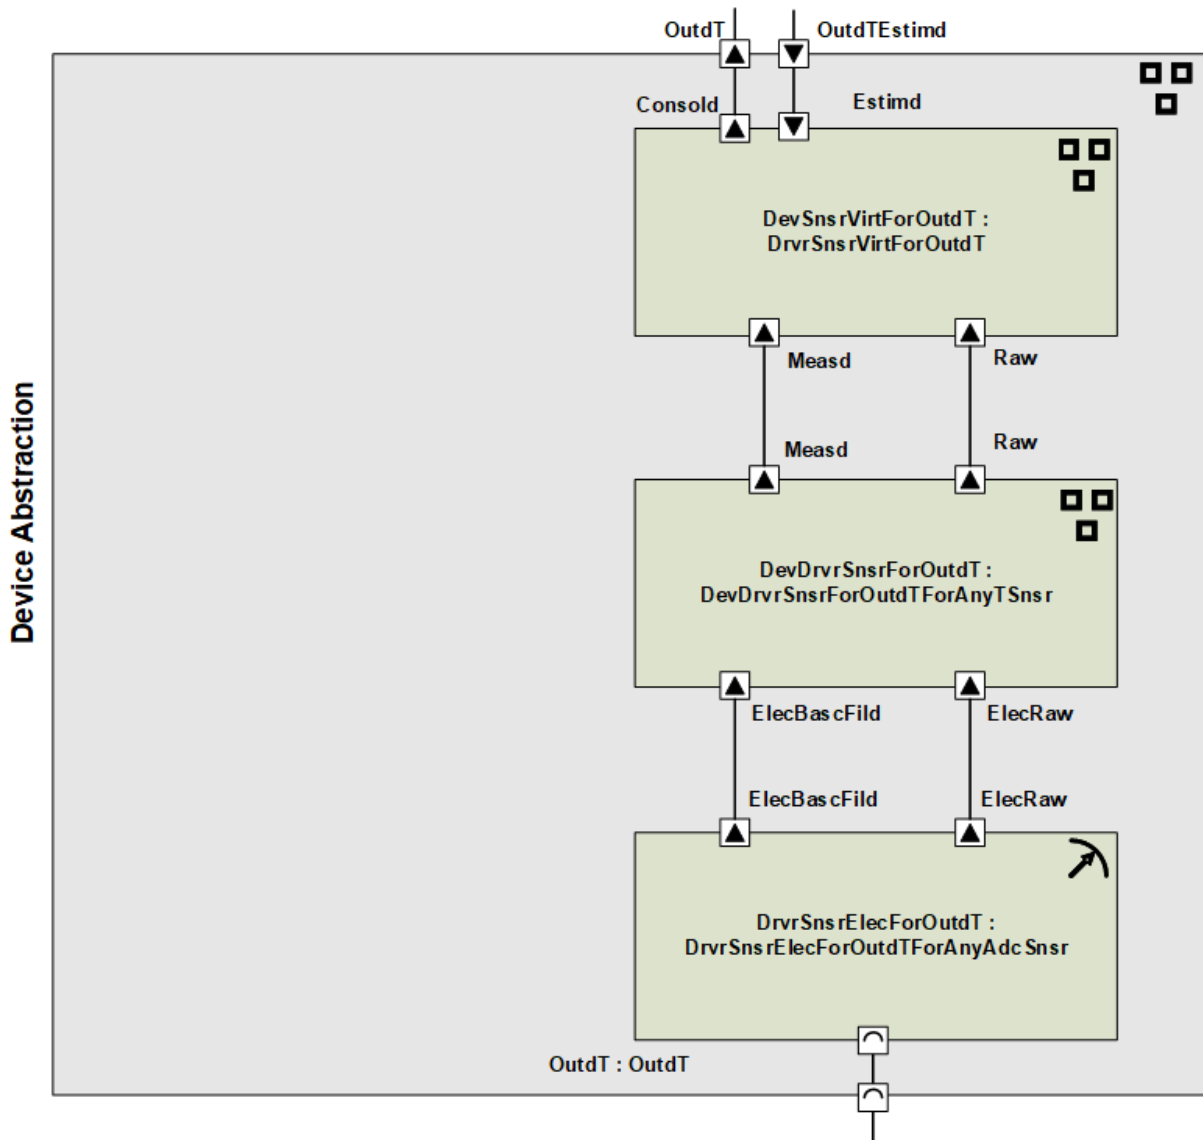 OutdT
OutdTEstimd
Consold
Estimd
DevSnsrVirtForOutdT :
DrvrSnsrVirtForOutdT
Measd
Raw
Measd
Raw
Device Abstraction
DevDrvrSnsrForOutdT :
DevDrvrSnsrForOutdTForAnyTSnsr
ElecBascFild
ElecRaw
ElecBascFild
ElecRaw
DrvrSnsrElecForOutdT :
DrvrSnsrElecForOutdTForAnyAdcSnsr
OutdT : OutdT